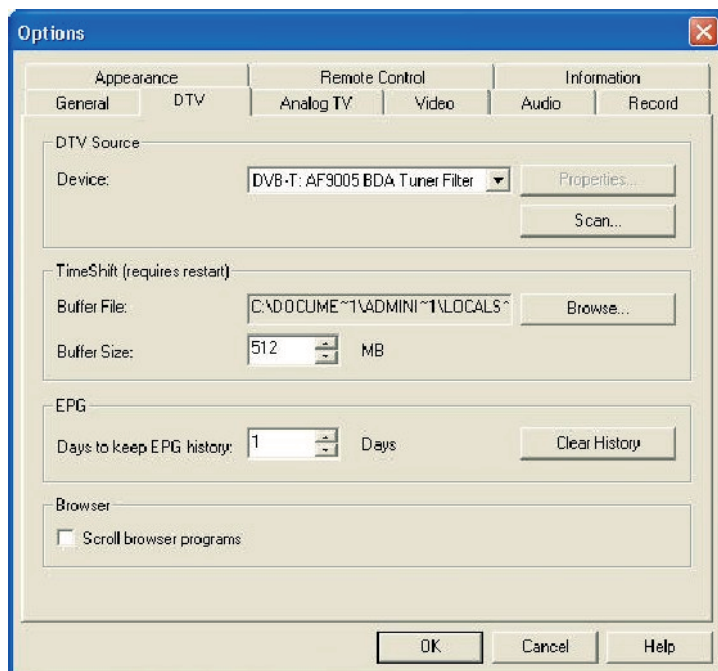 Options
Appearance Remote Control Information
General DTV Analog TV Video Audio Record
DTV Source
Device: DVB-T: AF9005 BDA Tuner Filter Properties...
Scan...
TimeShift (requires restart)
Buffer File: C:\DOCUME~1\ADMINI~1\LOCALS~ Browse...
Buffer Size: 512 MB
EPG
Days to keep EPG history: 1 Days Clear History
Browser
Scroll browser programs
OK Cancel Help